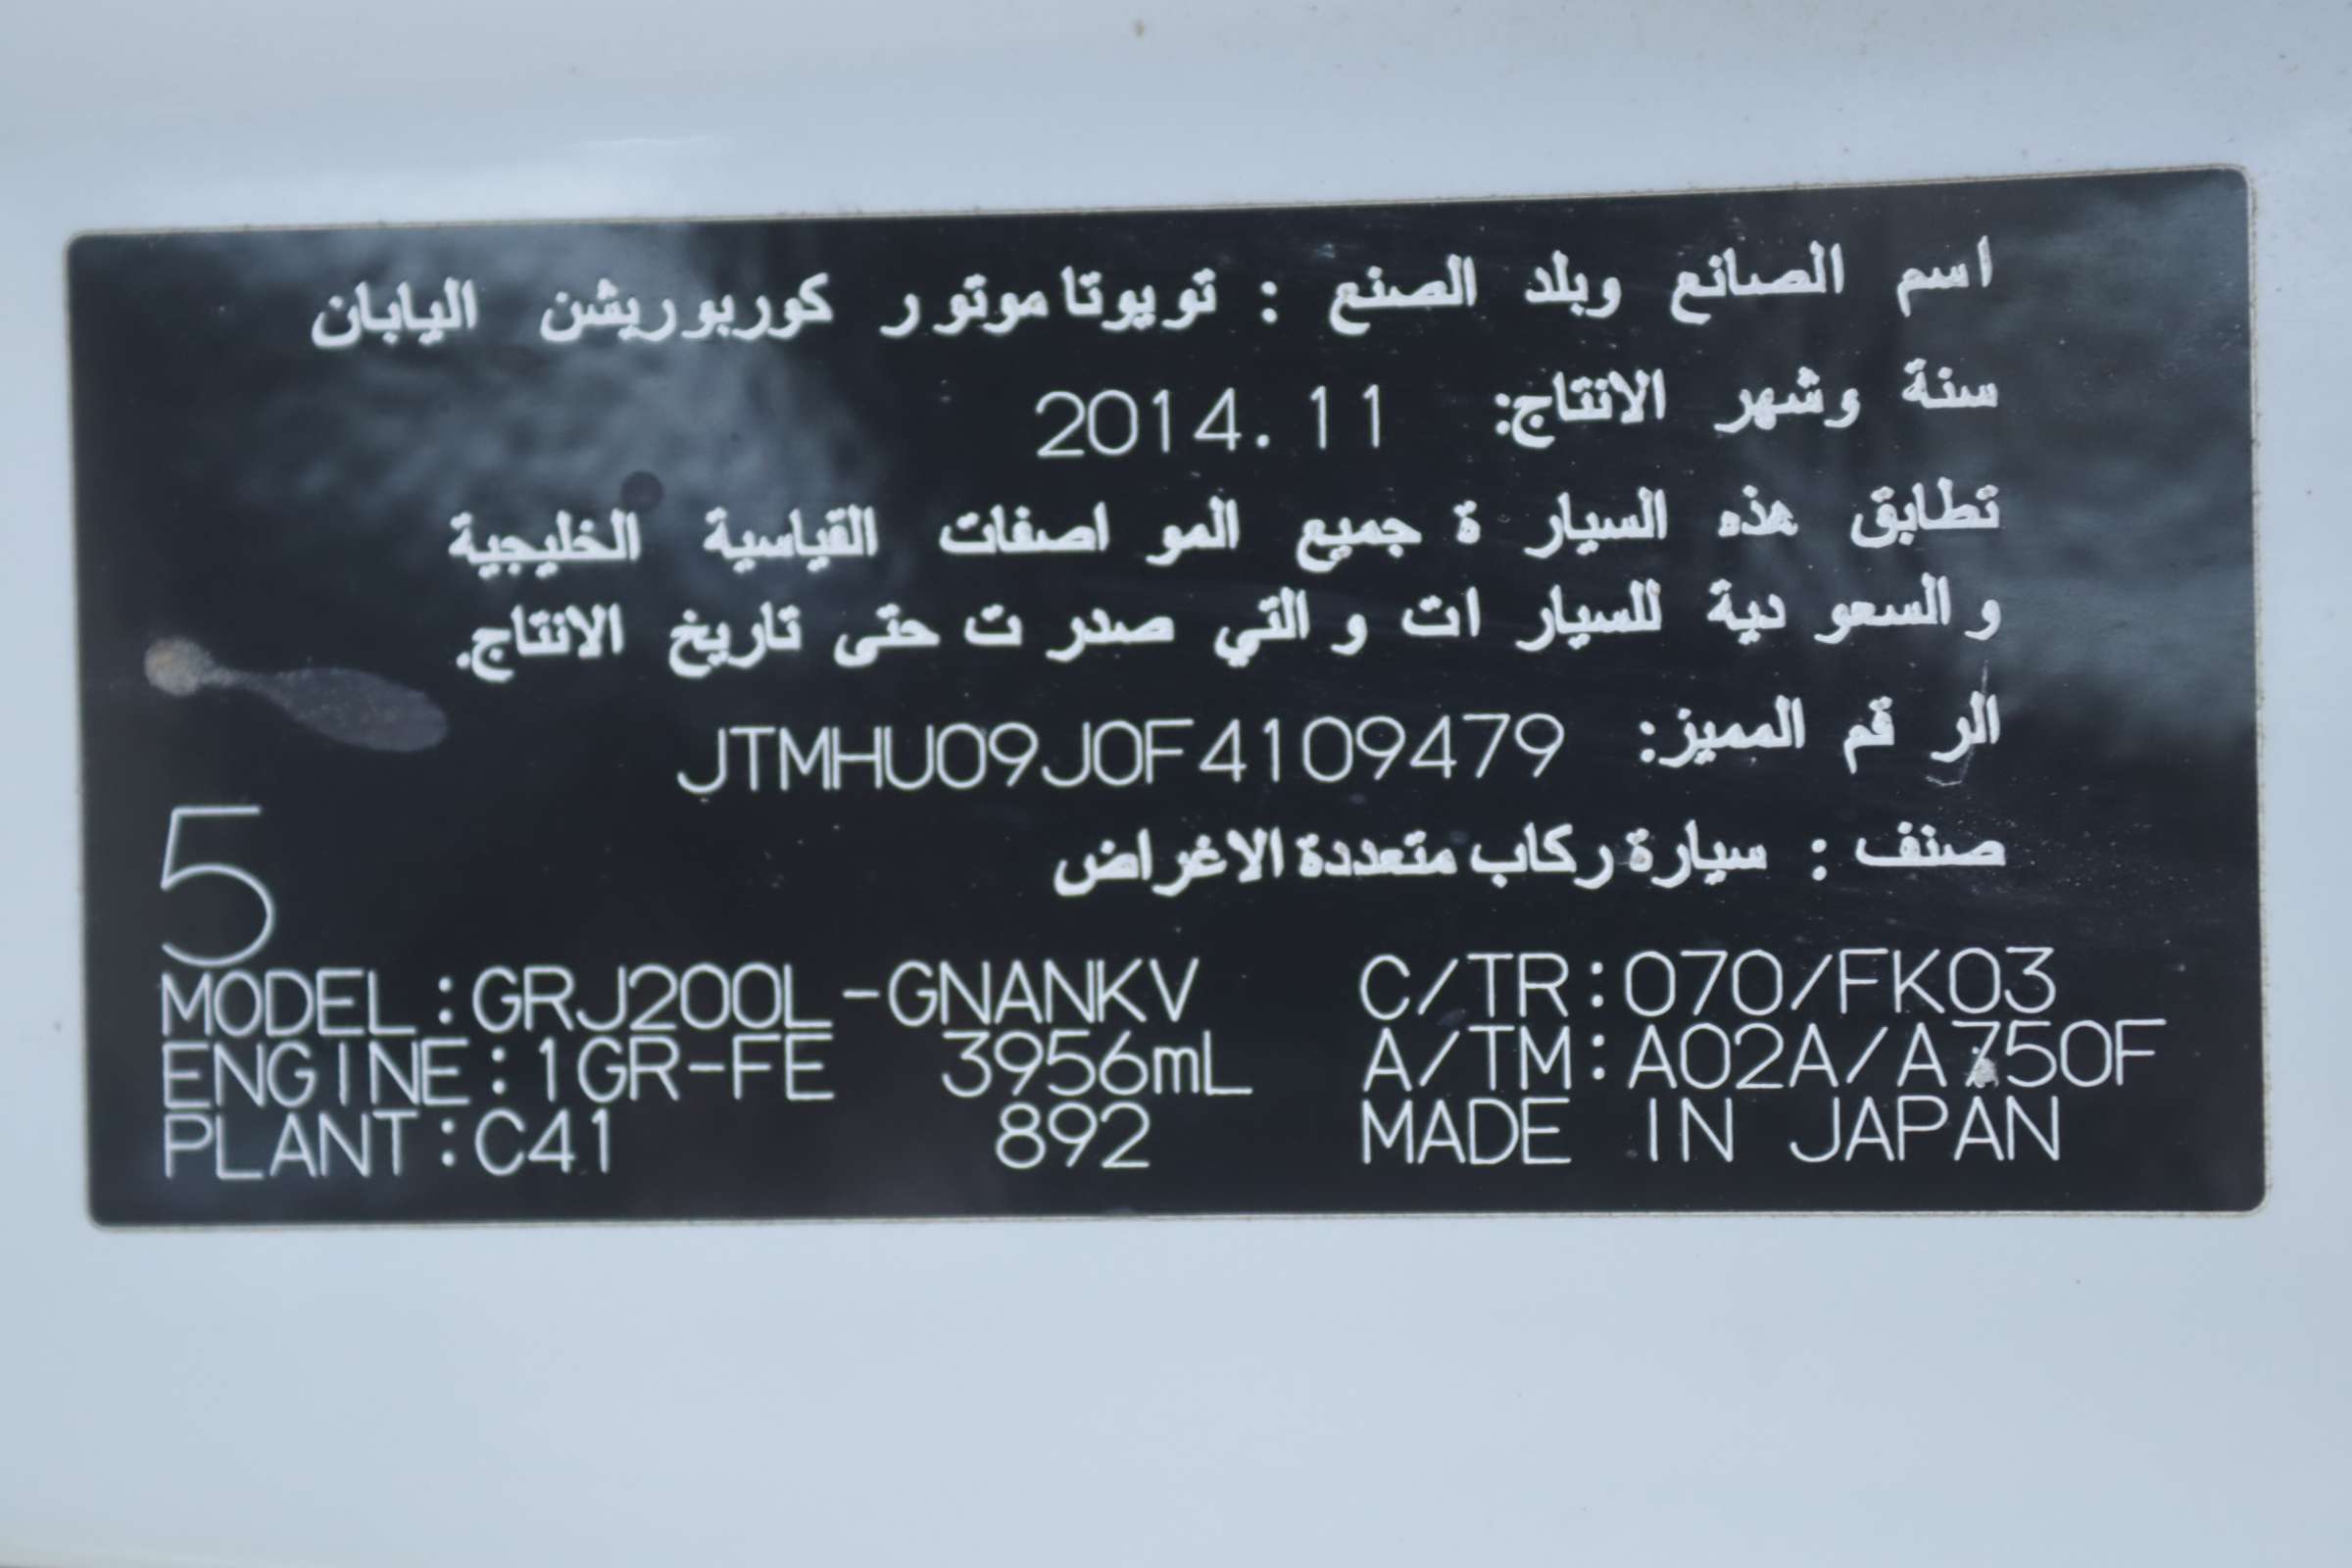 اسم الصانع وبلد الصنع : تويوتا موتور كوربوريشن اليابان
سنة وشهر الانتاج: 2014.11
تطابق هذه السيارة جميع المواصفات القياسية الخليجية
والسعودية للسيارات والتي صدرت حتى تاريخ الانتاج.
الرقم المميز: JTMHU09J0F4109479
صنف : سيارة ركاب متعددة الاغراض
5
MODEL:GRJ200L-GNANKV C/TR:070/FK03
ENGINE:1GR-FE 3956mL A/TM:A02A/A750F
PLANT:C41 892 MADE IN JAPAN